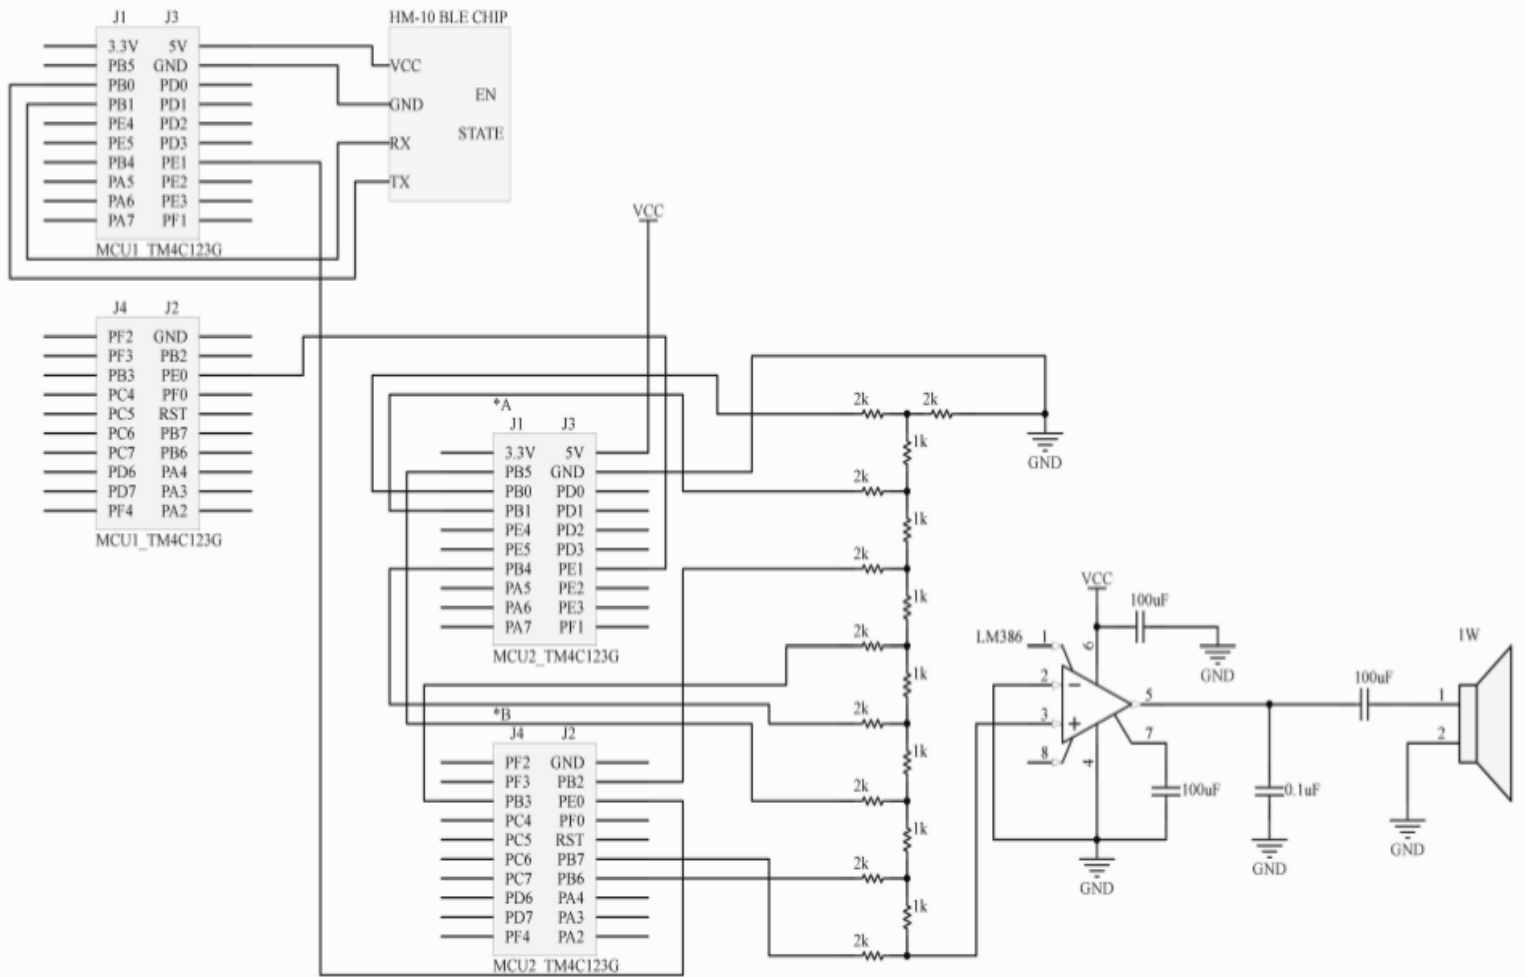 J1 J3
HM-10 BLE CHIP
3.3V 5V
PB5 GND
PB0 PD0
PB1 PD1
PE4 PD2
PE5 PD3
PB4 PE1
PA5 PE2
PA6 PE3
PA7 PF1
MCU1_TM4C123G
VCC
GND
RX
TX
EN
STATE
J4 J2
PF2 GND
PF3 PB2
PB3 PE0
PC4 PF0
PC5 RST
PC6 PB7
PC7 PB6
PD6 PA4
PD7 PA3
PF4 PA2
MCU1_TM4C123G
VCC
*A
J1 J3
3.3V 5V
PB5 GND
PB0 PD0
PB1 PD1
PE4 PD2
PE5 PD3
PB4 PE1
PA5 PE2
PA6 PE3
PA7 PF1
MCU2_TM4C123G
*B
J4 J2
PF2 GND
PF3 PB2
PB3 PE0
PC4 PF0
PC5 RST
PC6 PB7
PC7 PB6
PD6 PA4
PD7 PA3
PF4 PA2
MCU2_TM4C123G
2k 2k
1k
GND
2k
1k
2k
1k
2k
1k
2k
1k
2k
1k
2k
1k
2k
VCC
100uF
GND
LM386
1
6
2
-
3
+
8
4
5
7
100uF
GND
0.1uF
GND
100uF
1W
1
2
GND